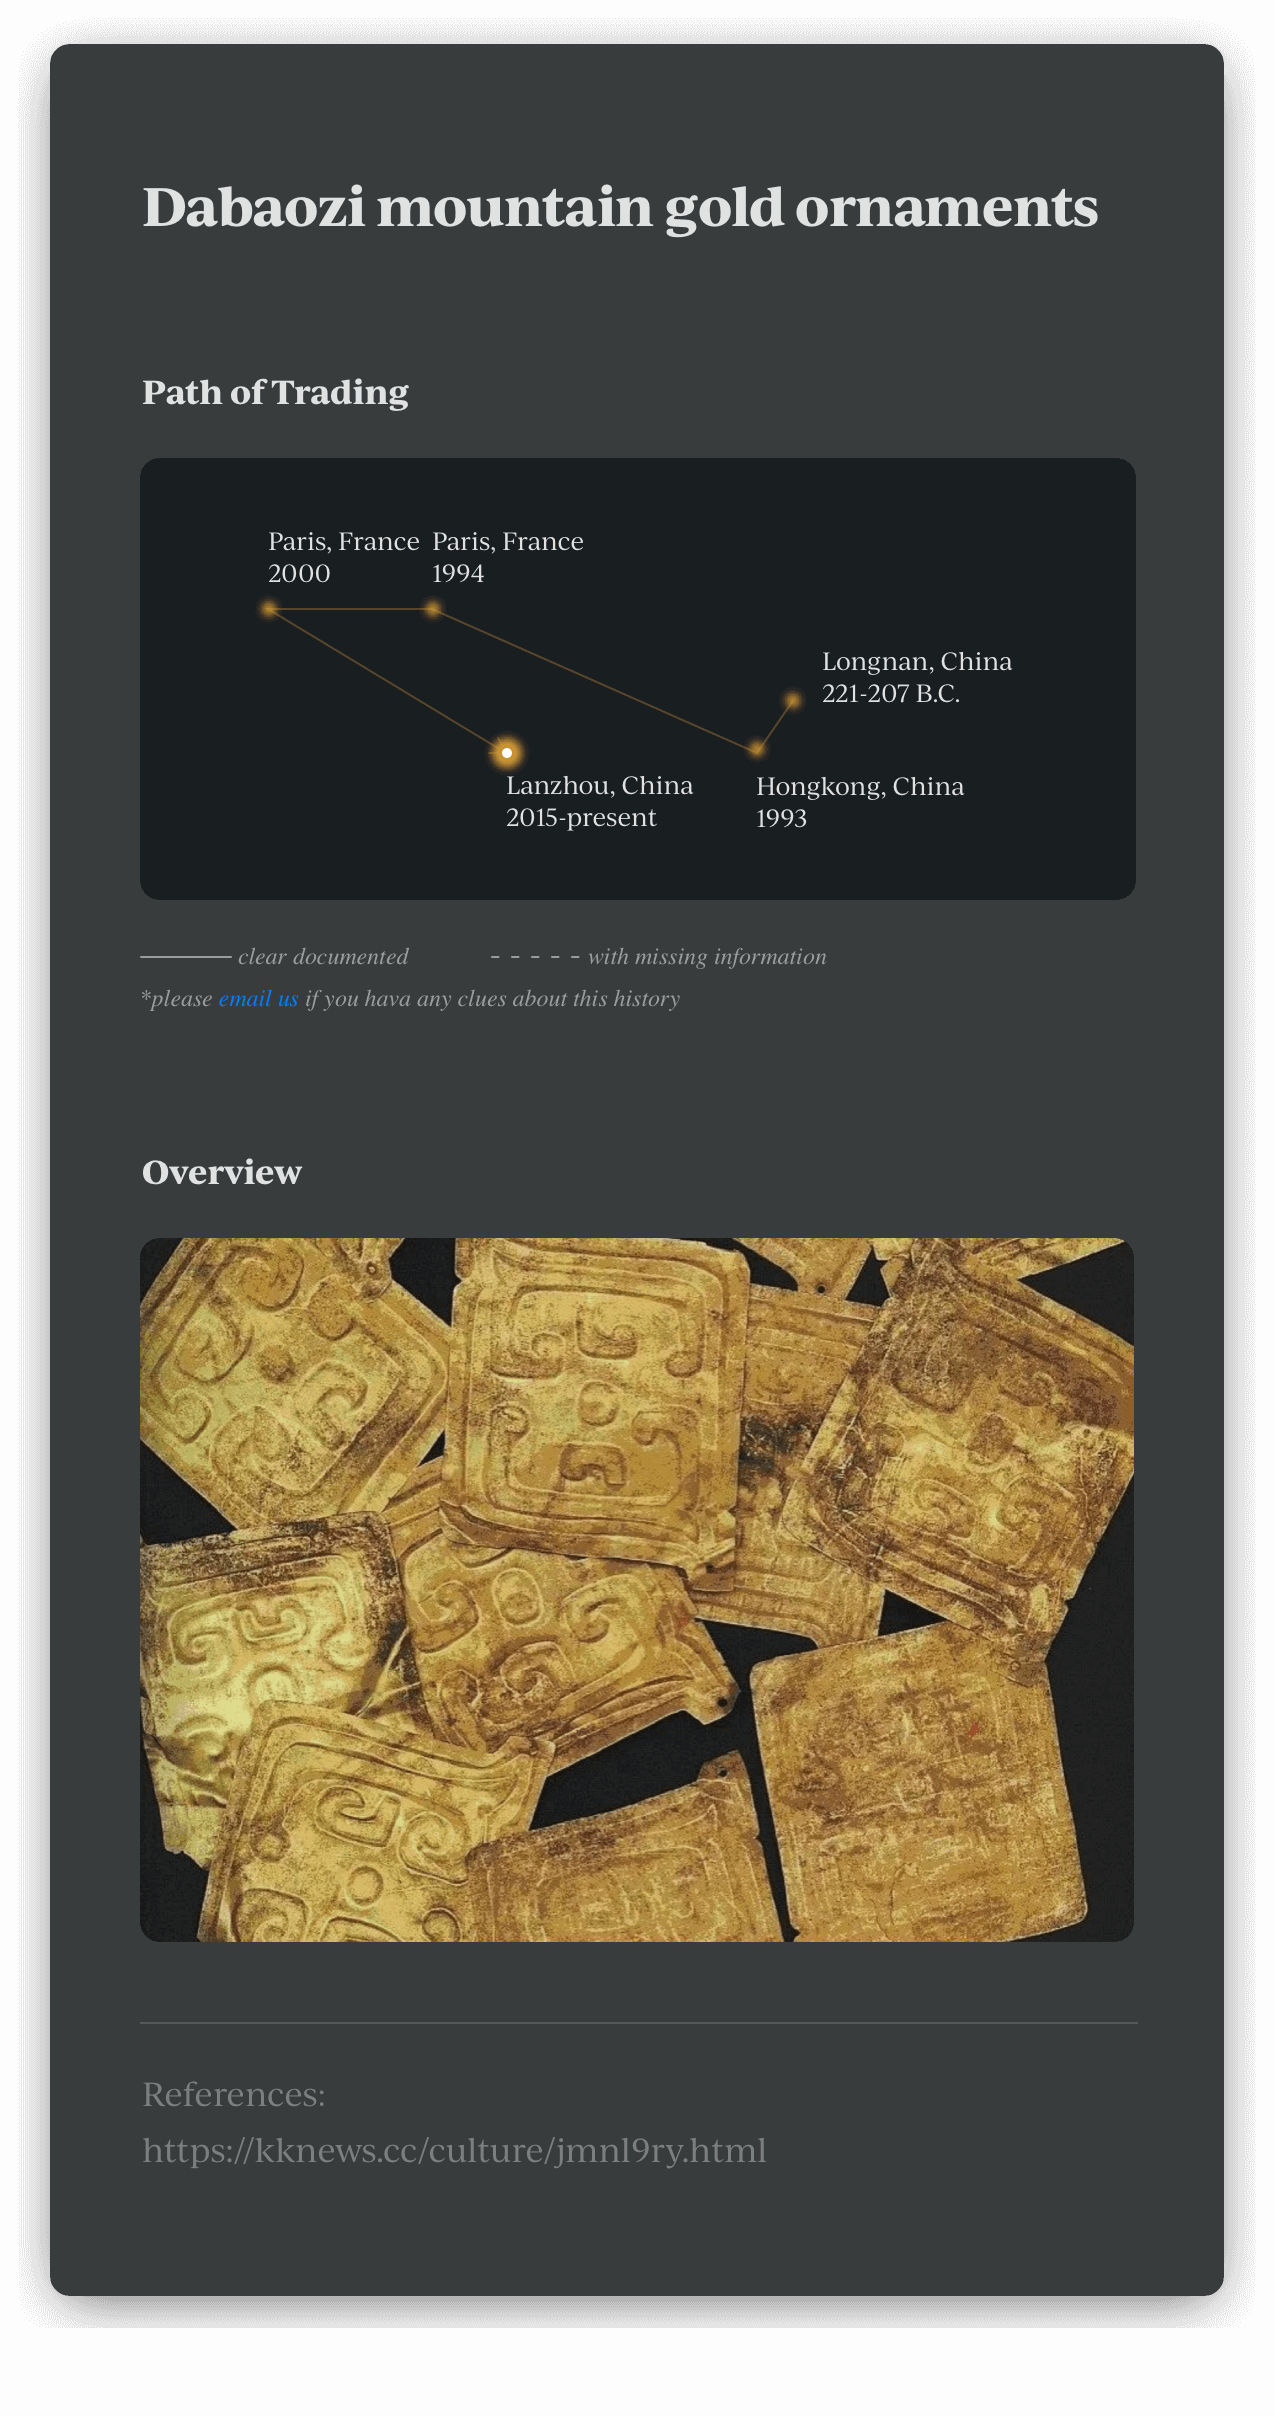 Dabaozi mountain gold ornaments
Path of Trading
Paris, France
2000
Paris, France
1994
Longnan, China
221-207 B.C.
Lanzhou, China
2015-present
Hongkong, China
1993
clear documented
with missing information
*please email us if you hava any clues about this history
Overview
References:
https://kknews.cc/culture/jmnl9ry.html